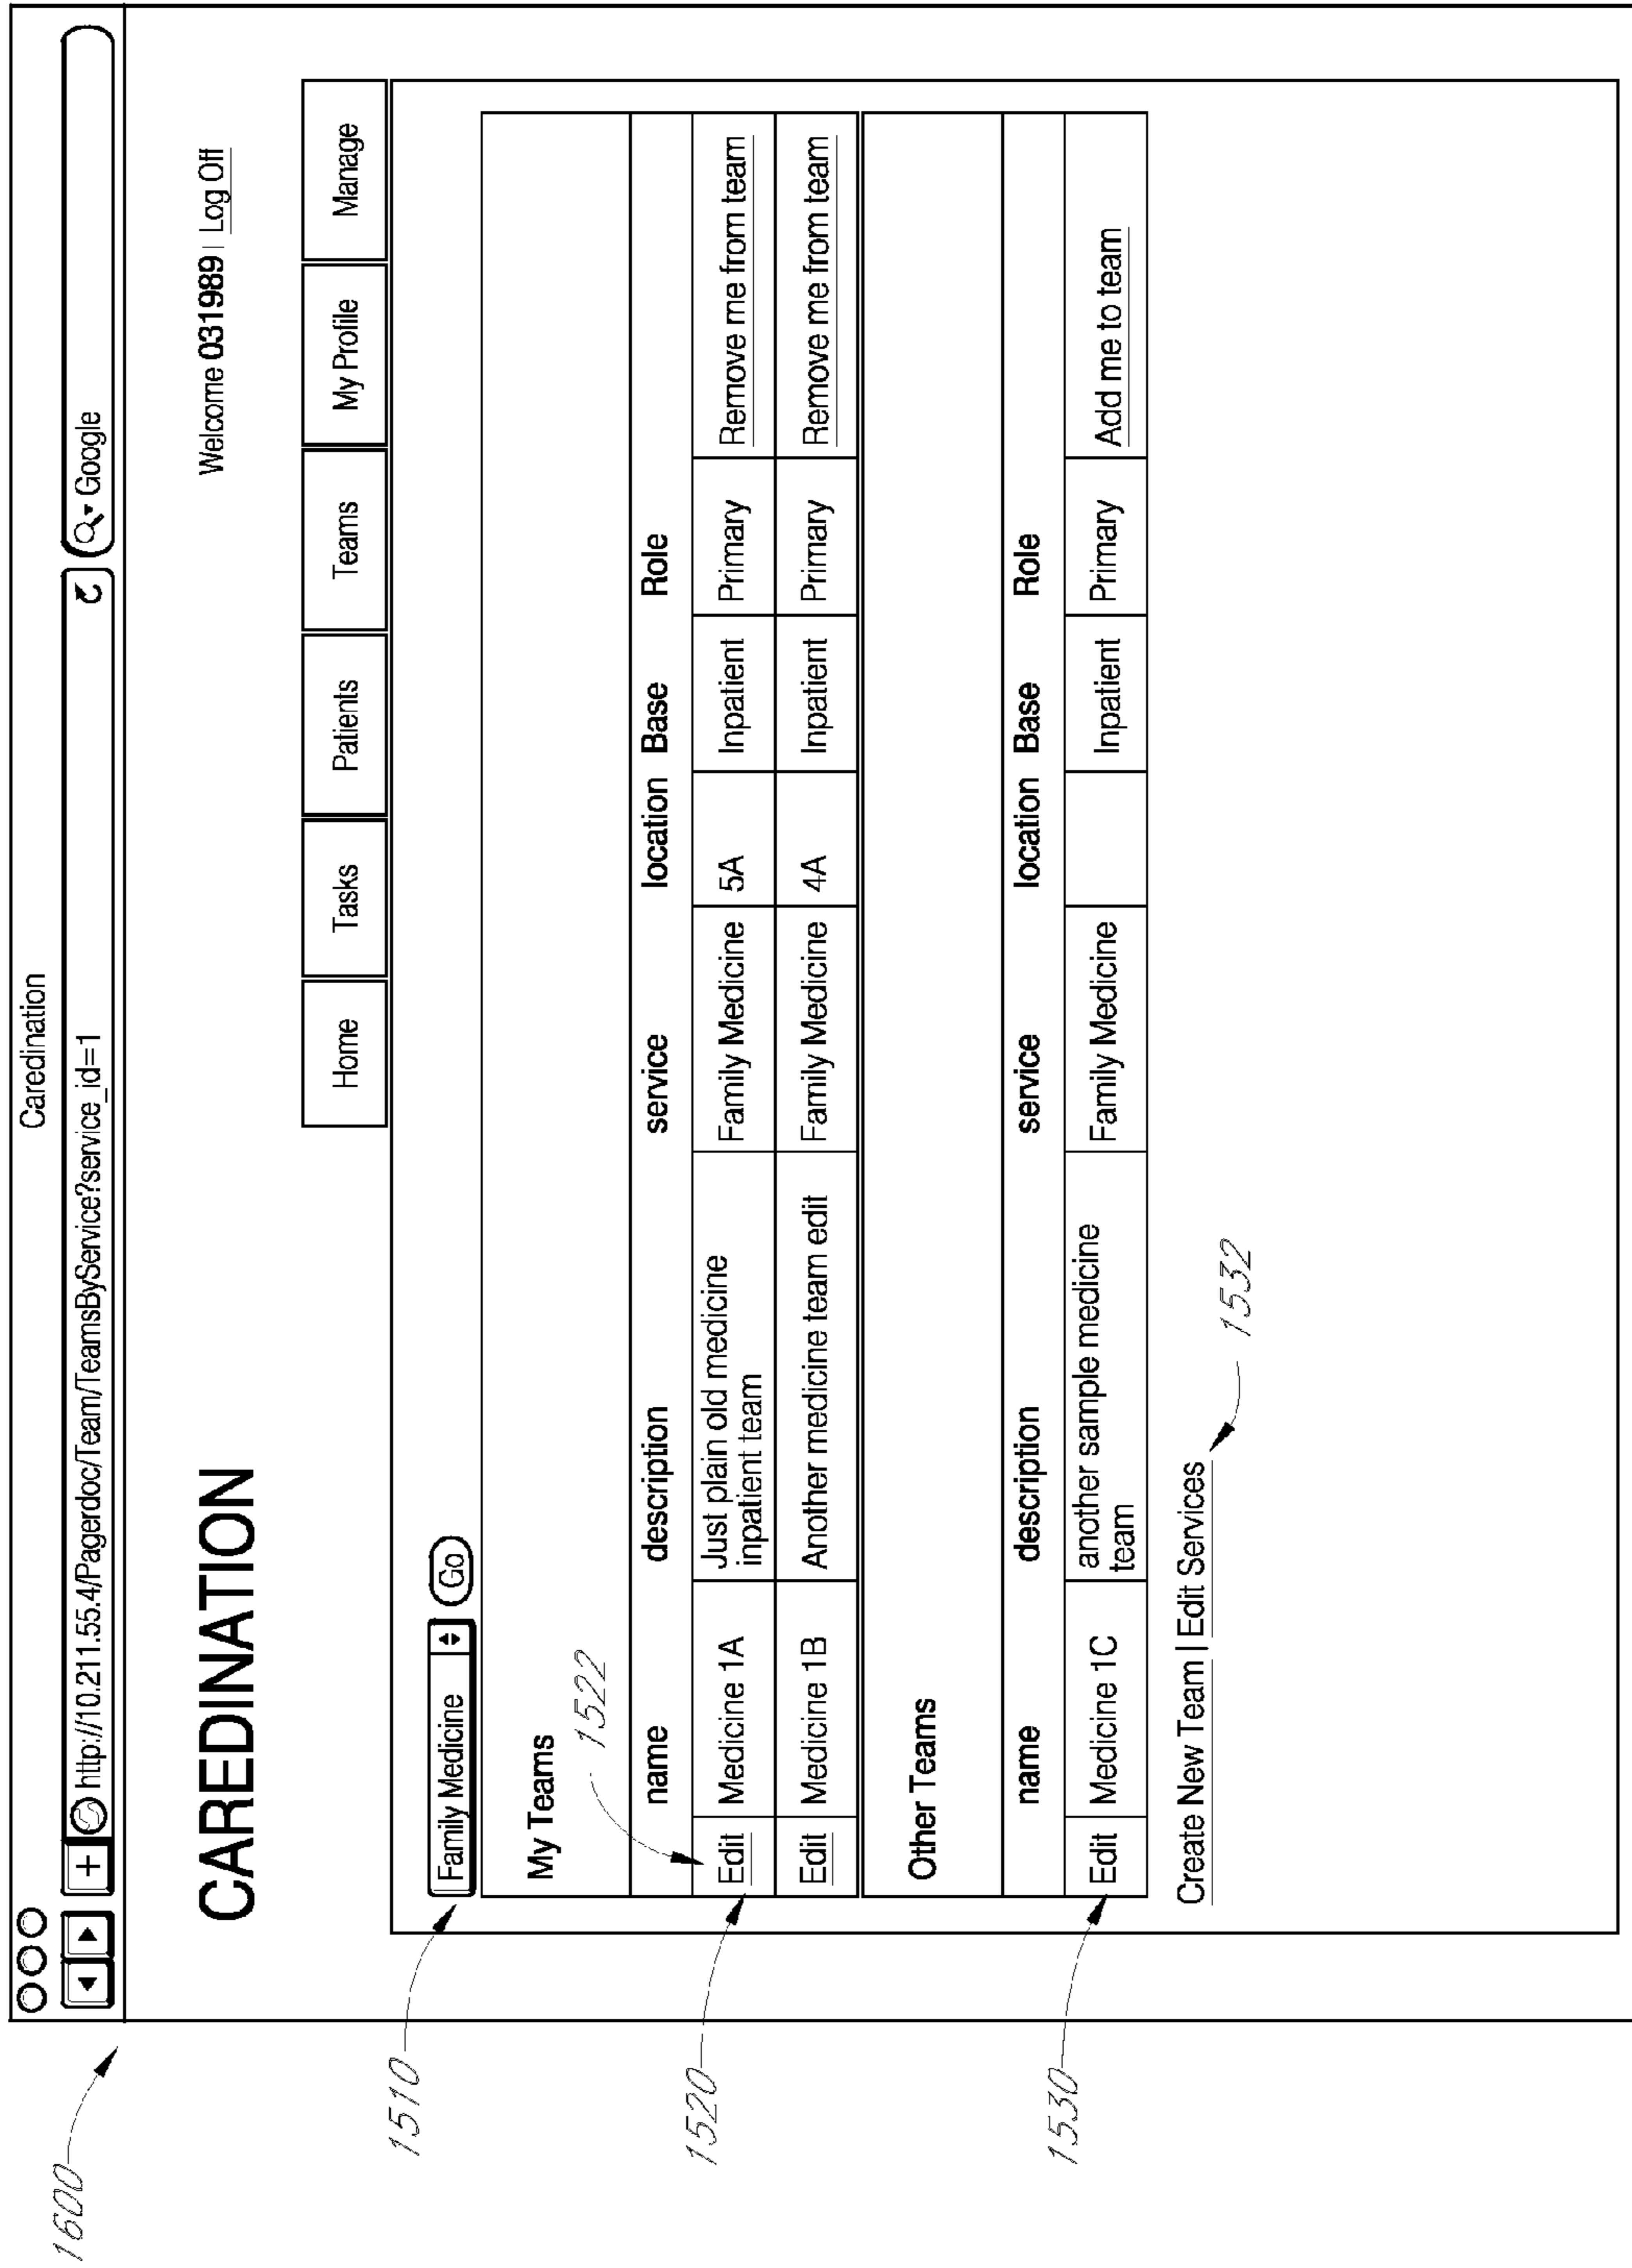 Caredination
http://10.211.55.4/Pagerdoc/Team/TeamsByService?service_id=1
Google
1600
CAREDINATION
Welcome 031989 | Log Off
Home Tasks Patients Teams My Profile Manage
1510
Family Medicine Go
My Teams
1522
name description service location Base Role
1520
Edit Medicine 1A Just plain old medicine inpatient team Family Medicine 5A Inpatient Primary Remove me from team
Edit Medicine 1B Another medicine team edit Family Medicine 4A Inpatient Primary Remove me from team
Other Teams
name description service location Base Role
1530
Edit Medicine 1C another sample medicine team Family Medicine Inpatient Primary Add me to team
Create New Team | Edit Services
1532